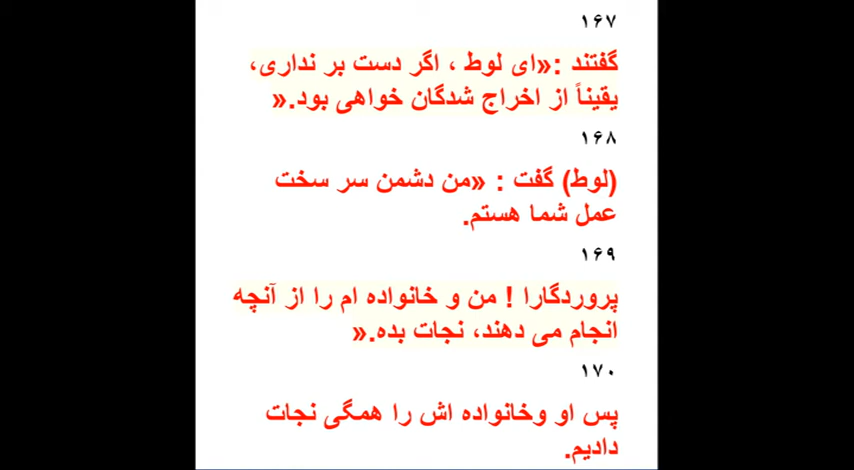 ۱۶۷
گفتند :«ای لوط ، اگر دست بر نداری،
یقیناً از اخراج شدگان خواهی بود.«
۱۶۸
(لوط) گفت : «من دشمن سر سخت
عمل شما هستم.
۱۶۹
پروردگارا ! من و خانواده ام را از آنچه
انجام می دهند، نجات بده.«
۱۷۰
پس او وخانواده اش را همگی نجات
دادیم.